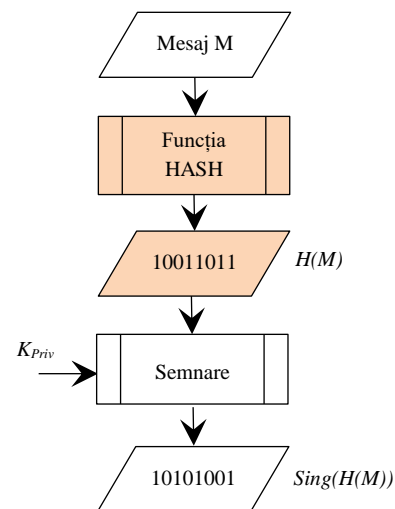 Mesaj M
Funcția
HASH
10011011 H(M)
K_Priv
Semnare
10101001 Sing(H(M))